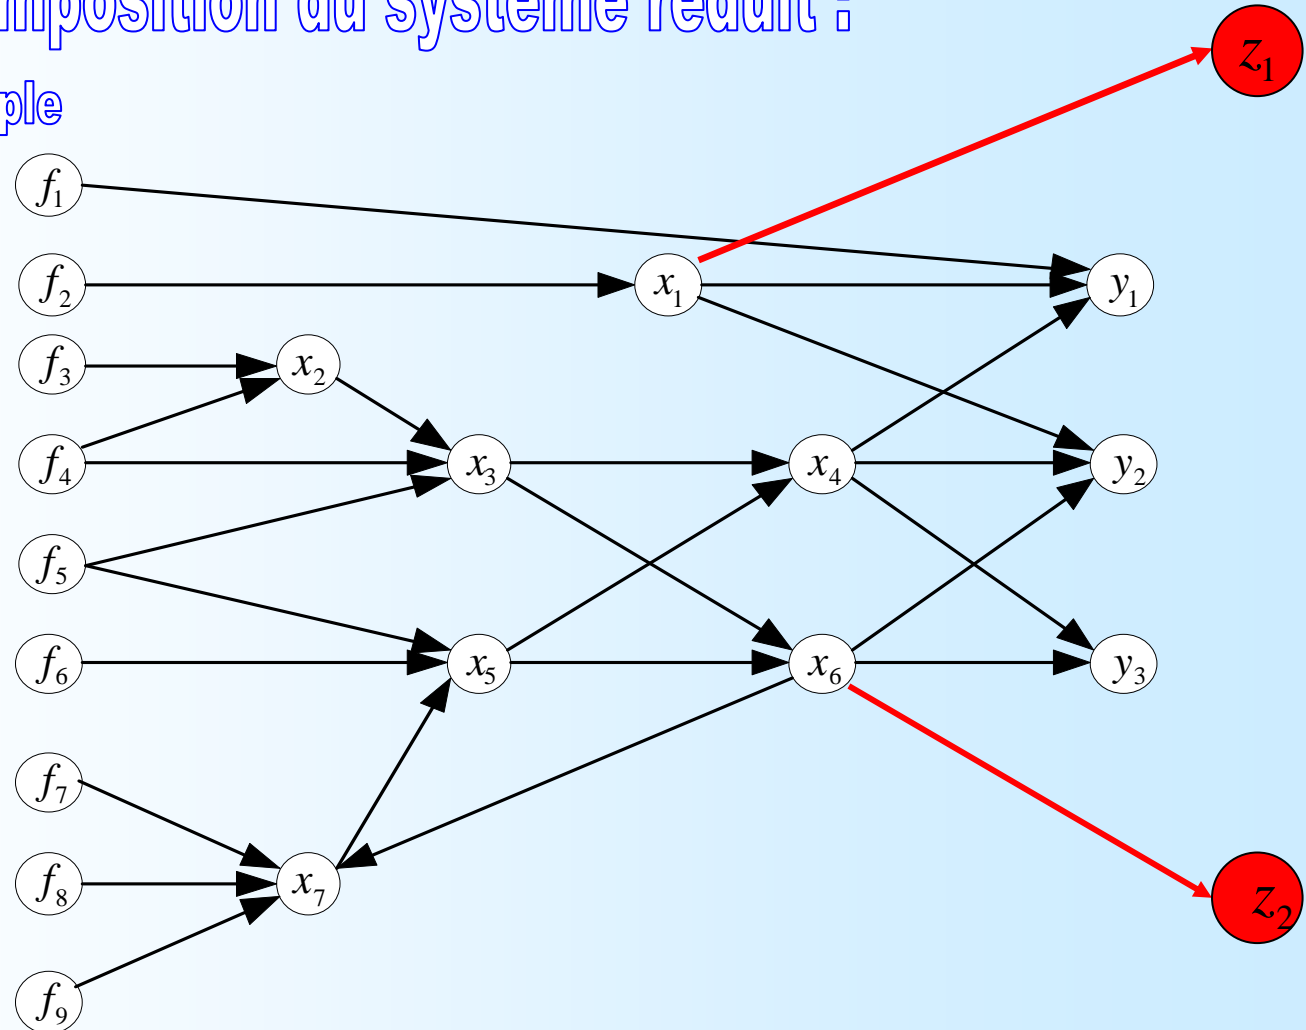 mposition du système réduit :
ple
z1
f1
f2 x1 y1
f3 x2
f4 x3 x4 y2
f5
f6 x5 x6 y3
f7
f8 x7
z2
f9